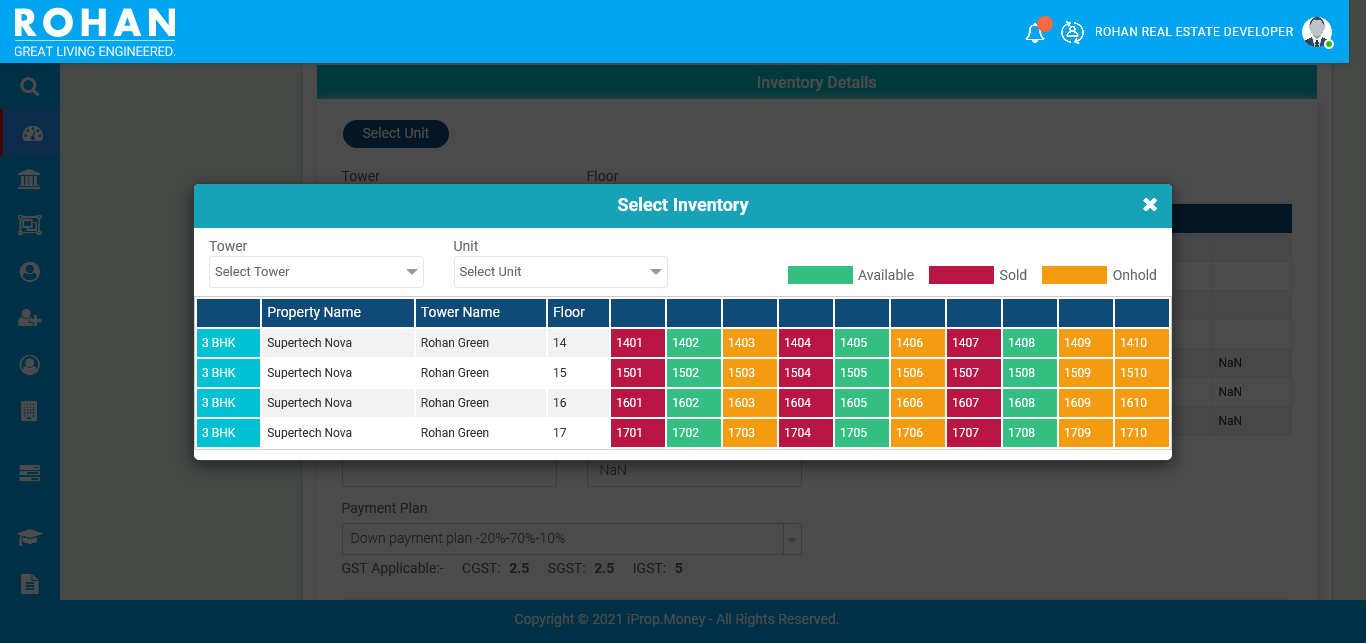 ROHAN
GREAT LIVING ENGINEERED.
ROHAN REAL ESTATE DEVELOPER
Inventory Details
Select Unit
Tower Floor
Select Inventory
Tower Unit
Select Tower Select Unit Available Sold Onhold
Property Name Tower Name Floor
3 BHK Supertech Nova Rohan Green 14 1401 1402 1403 1404 1405 1406 1407 1408 1409 1410
3 BHK Supertech Nova Rohan Green 15 1501 1502 1503 1504 1505 1506 1507 1508 1509 1510
3 BHK Supertech Nova Rohan Green 16 1601 1602 1603 1604 1605 1606 1607 1608 1609 1610
3 BHK Supertech Nova Rohan Green 17 1701 1702 1703 1704 1705 1706 1707 1708 1709 1710
NaN
NaN
NaN
NaN
Payment Plan
Down payment plan -20%-70%-10%
GST Applicable:- CGST: 2.5 SGST: 2.5 IGST: 5
Copyright © 2021 iProp.Money - All Rights Reserved.